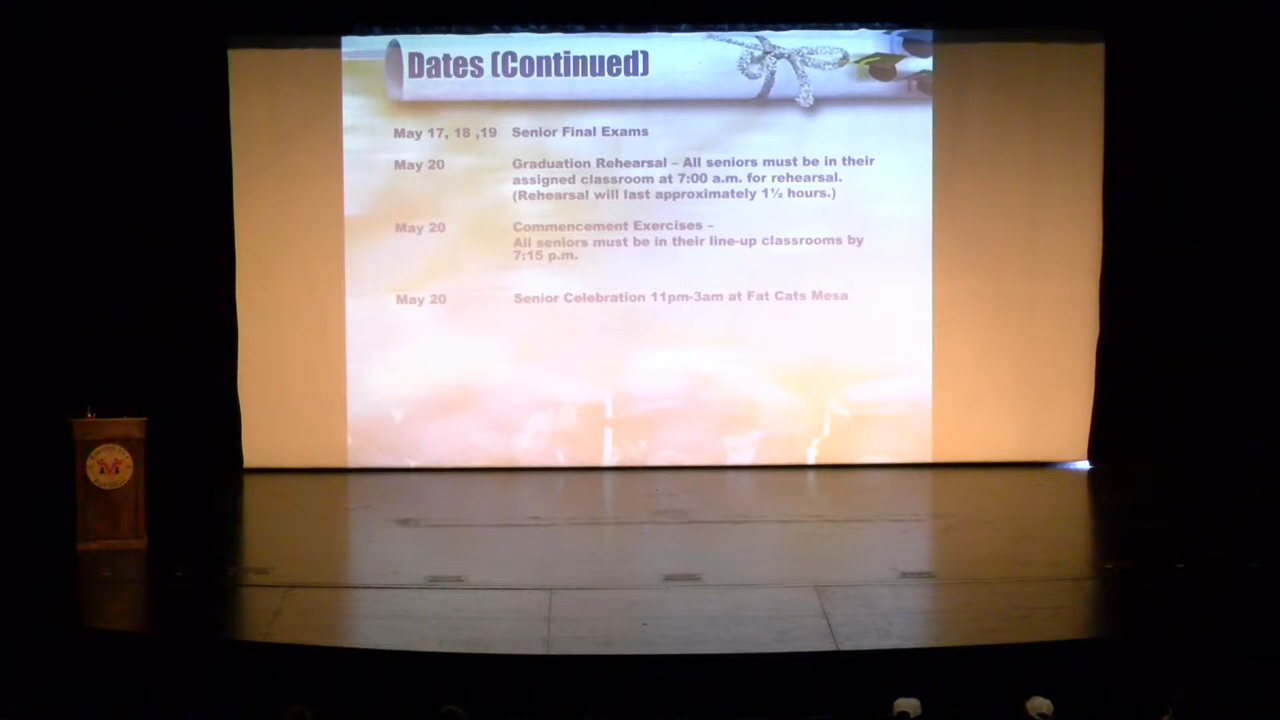 Dates (Continued)
May 17, 18 ,19 Senior Final Exams
May 20 Graduation Rehearsal – All seniors must be in their
assigned classroom at 7:00 a.m. for rehearsal.
(Rehearsal will last approximately 1½ hours.)
May 20 Commencement Exercises –
All seniors must be in their line-up classrooms by
7:15 p.m.
May 20 Senior Celebration 11pm-3am at Fat Cats Mesa